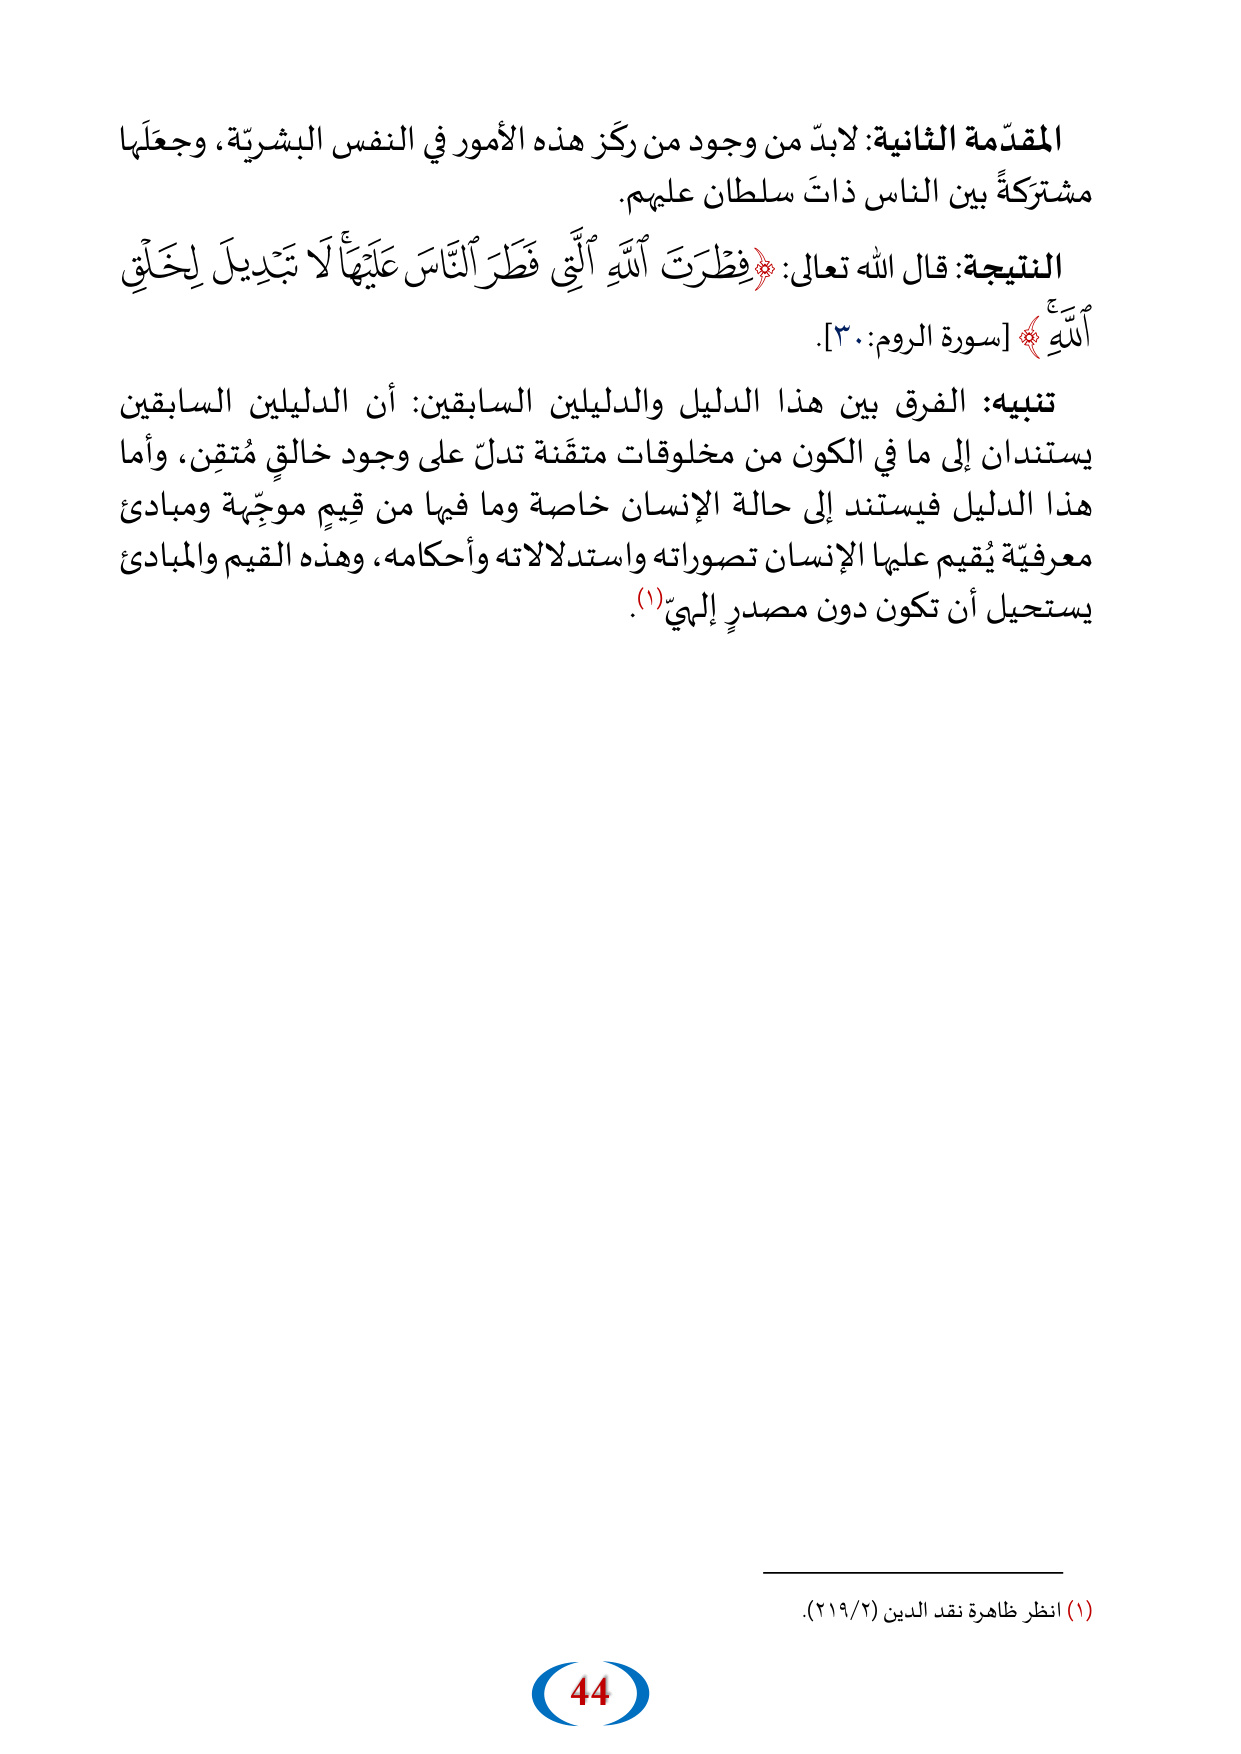 المقدّمة الثانية: لابدّ من وجود من ركَز هذه الأمور في النفس البشريّة، وجعَلَها
مشترَكةً بين الناس ذاتَ سلطان عليهم.
النتيجة: قال الله تعالى: ﴿فِطۡرَتَ ٱللَّهِ ٱلَّتِي فَطَرَ ٱلنَّاسَ عَلَيۡهَاۚ لَا تَبۡدِيلَ لِخَلۡقِ
ٱللَّهِۚ﴾ [سورة الروم:٣٠].
تنبيه: الفرق بين هذا الدليل والدليلين السابقين: أن الدليلين السابقين
يستندان إلى ما في الكون من مخلوقات متقَنة تدلّ على وجود خالقٍ مُتقِن، وأما
هذا الدليل فيستند إلى حالة الإنسان خاصة وما فيها من قِيمٍ موجِّهة ومبادئ
معرفيّة يُقيم عليها الإنسان تصوراته واستدلالاته وأحكامه، وهذه القيم والمبادئ
يستحيل أن تكون دون مصدرٍ إلهيّ(١).
(١) انظر ظاهرة نقد الدين (٢١٩/٢).
44